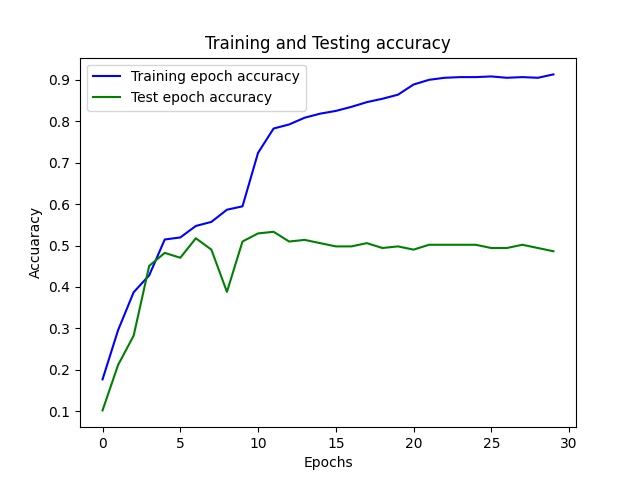 Training and Testing accuracy
Training epoch accuracy
Test epoch accuracy
Accuaracy
0.9
0.8
0.7
0.6
0.5
0.4
0.3
0.2
0.1
0 5 10 15 20 25 30
Epochs